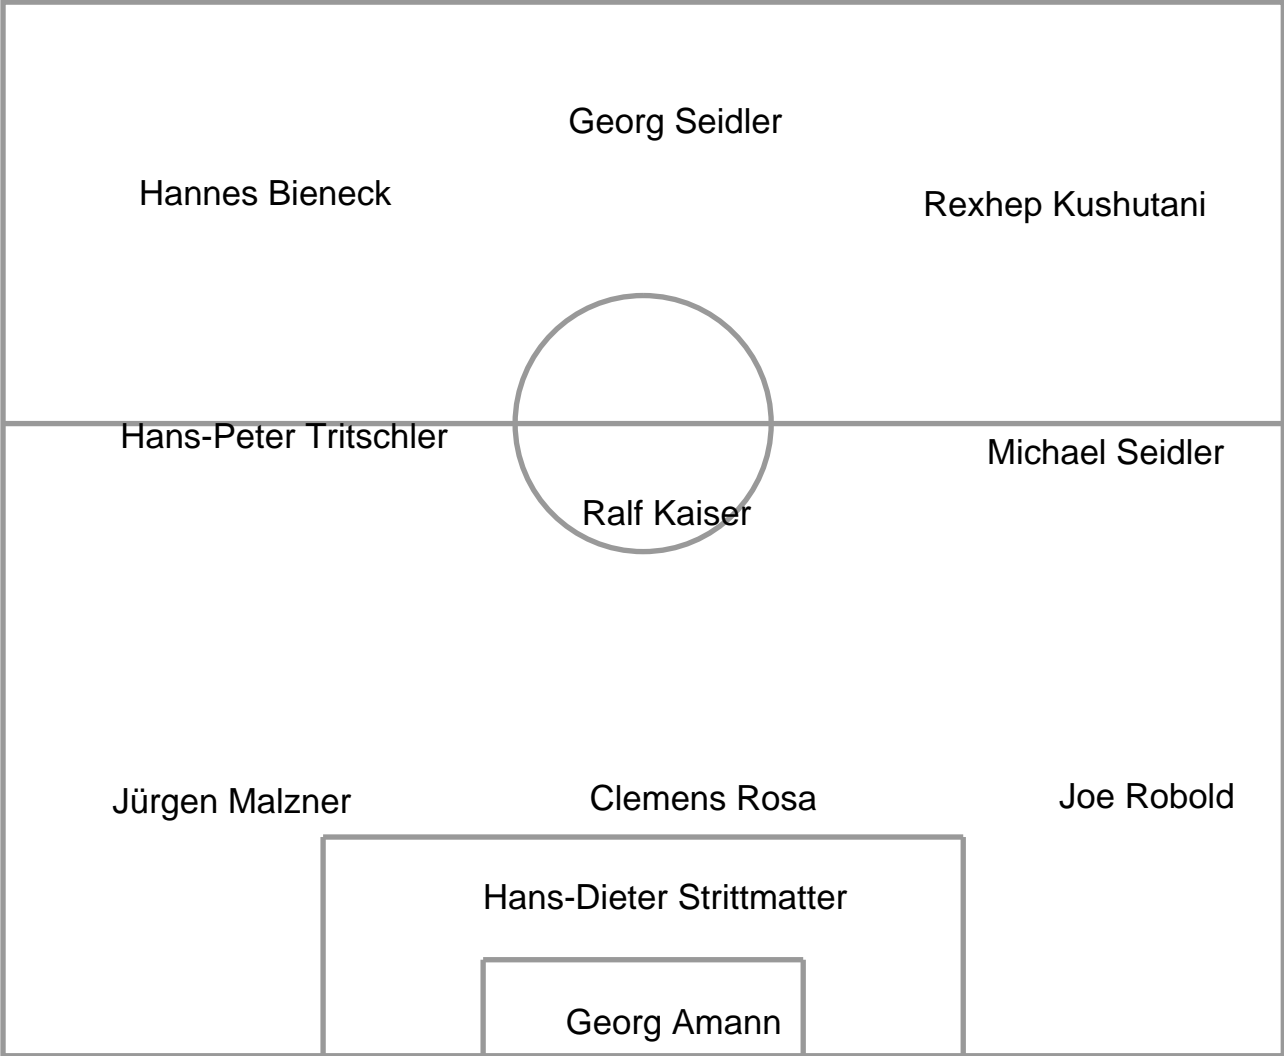 Georg Seidler
Hannes Bieneck
Rexhep Kushutani
Hans-Peter Tritschler
Michael Seidler
Ralf Kaiser
Jürgen Malzner
Clemens Rosa
Joe Robold
Hans-Dieter Strittmatter
Georg Amann